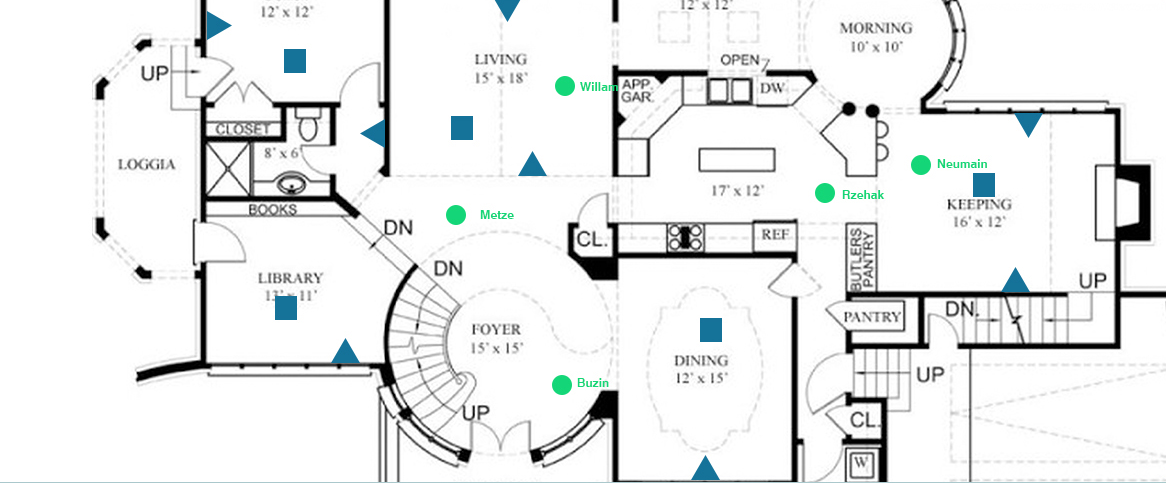 12' x 12'
12' x 12'
MORNING
10' x 10'
LIVING
15' x 18'
OPEN
UP
Willam
APP.
GAR.
DW
CLOSET
8' x 6'
LOGGIA
Neumain
17' x 12'
Rzehak
KEEPING
16' x 12'
BOOKS
Metze
DN
CL.
REF
BUTLERS
PANTRY
DN
LIBRARY
13' x 11'
UP
PANTRY
DN.
FOYER
15' x 15'
DINING
12' x 15'
UP
Buzin
UP
CL.
W